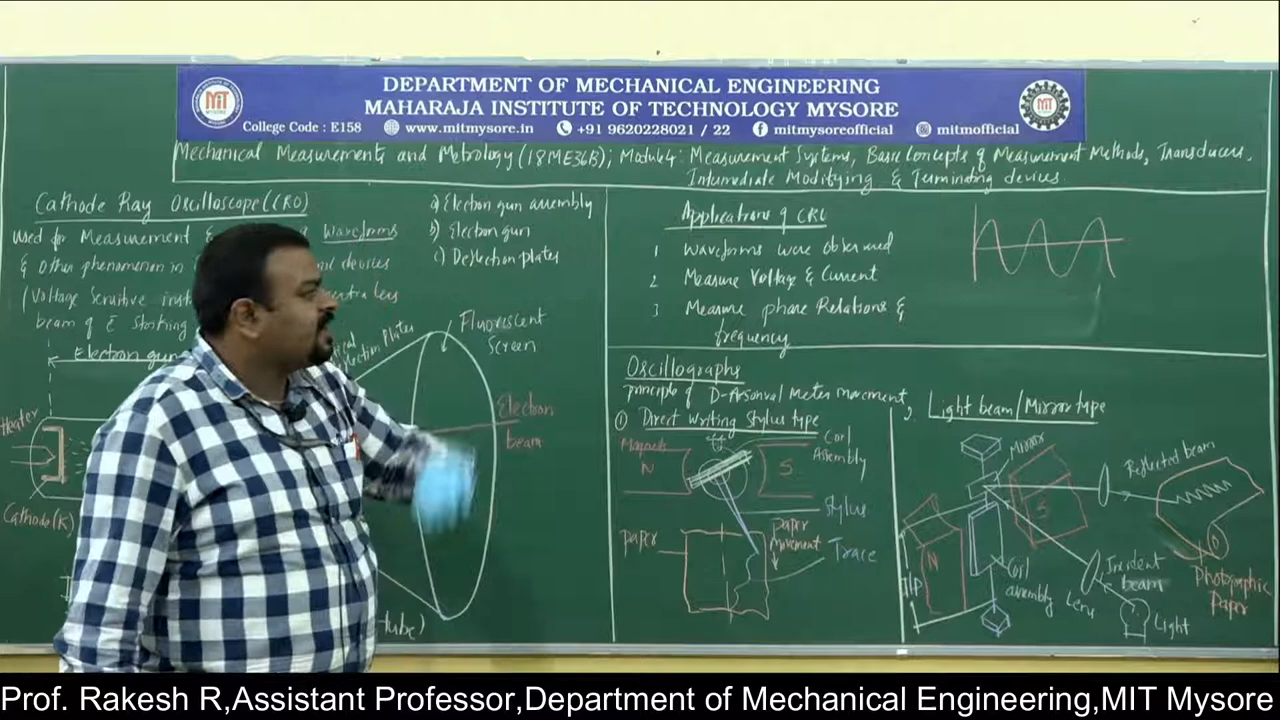 DEPARTMENT OF MECHANICAL ENGINEERING
MAHARAJA INSTITUTE OF TECHNOLOGY MYSORE
College Code : E158 www.mitmysore.in +91 9620228021 / 22 mitmysoreofficial mitmofficial
MIT
MYSORE
MIT
Mechanical Measurements and Metrology (18ME36B); Module 4: Measurement Systems, Basic Concepts of Measurement Methods, Transducers,
Intermediate Modifying & Terminating devices.
Cathode Ray Oscilloscope (CRO)
Used for Measurement & waveforms
& other phenomenon in devices
(Voltage Sensitive
beam of
Electron gun
Heater
Cathode (K)
tube)
a) Electron gun assembly
b) Electron gun
c) Deflection plates
Deflection Plates
Fluorescent
Screen
Electron
beam
Applications of CRO
1 Waveforms were observed
2 Measure Voltage & Current
3 Measure phase Relations &
frequency
Oscillographs
principle of D-Arsonval Meter movement
1 Direct writing stylus type
Magnets
N
S
Coil
Assembly
stylus
paper
paper
Movement
Trace
2 Light beam/Mirror type
Mirror
Reflected beam
S
N
I/P
Coil
assembly
Lens
Incident
beam
Light
Photographic
Paper
Prof. Rakesh R,Assistant Professor,Department of Mechanical Engineering,MIT Mysore